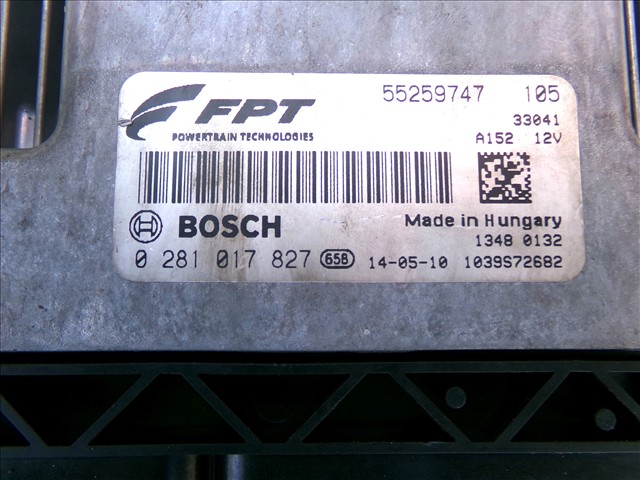 FPT 55259747 105
POWERTRAIN TECHNOLOGIES 33041
A152 12V
BOSCH Made in Hungary
1348 0132
0 281 017 827 658 14-05-10 1039S72682